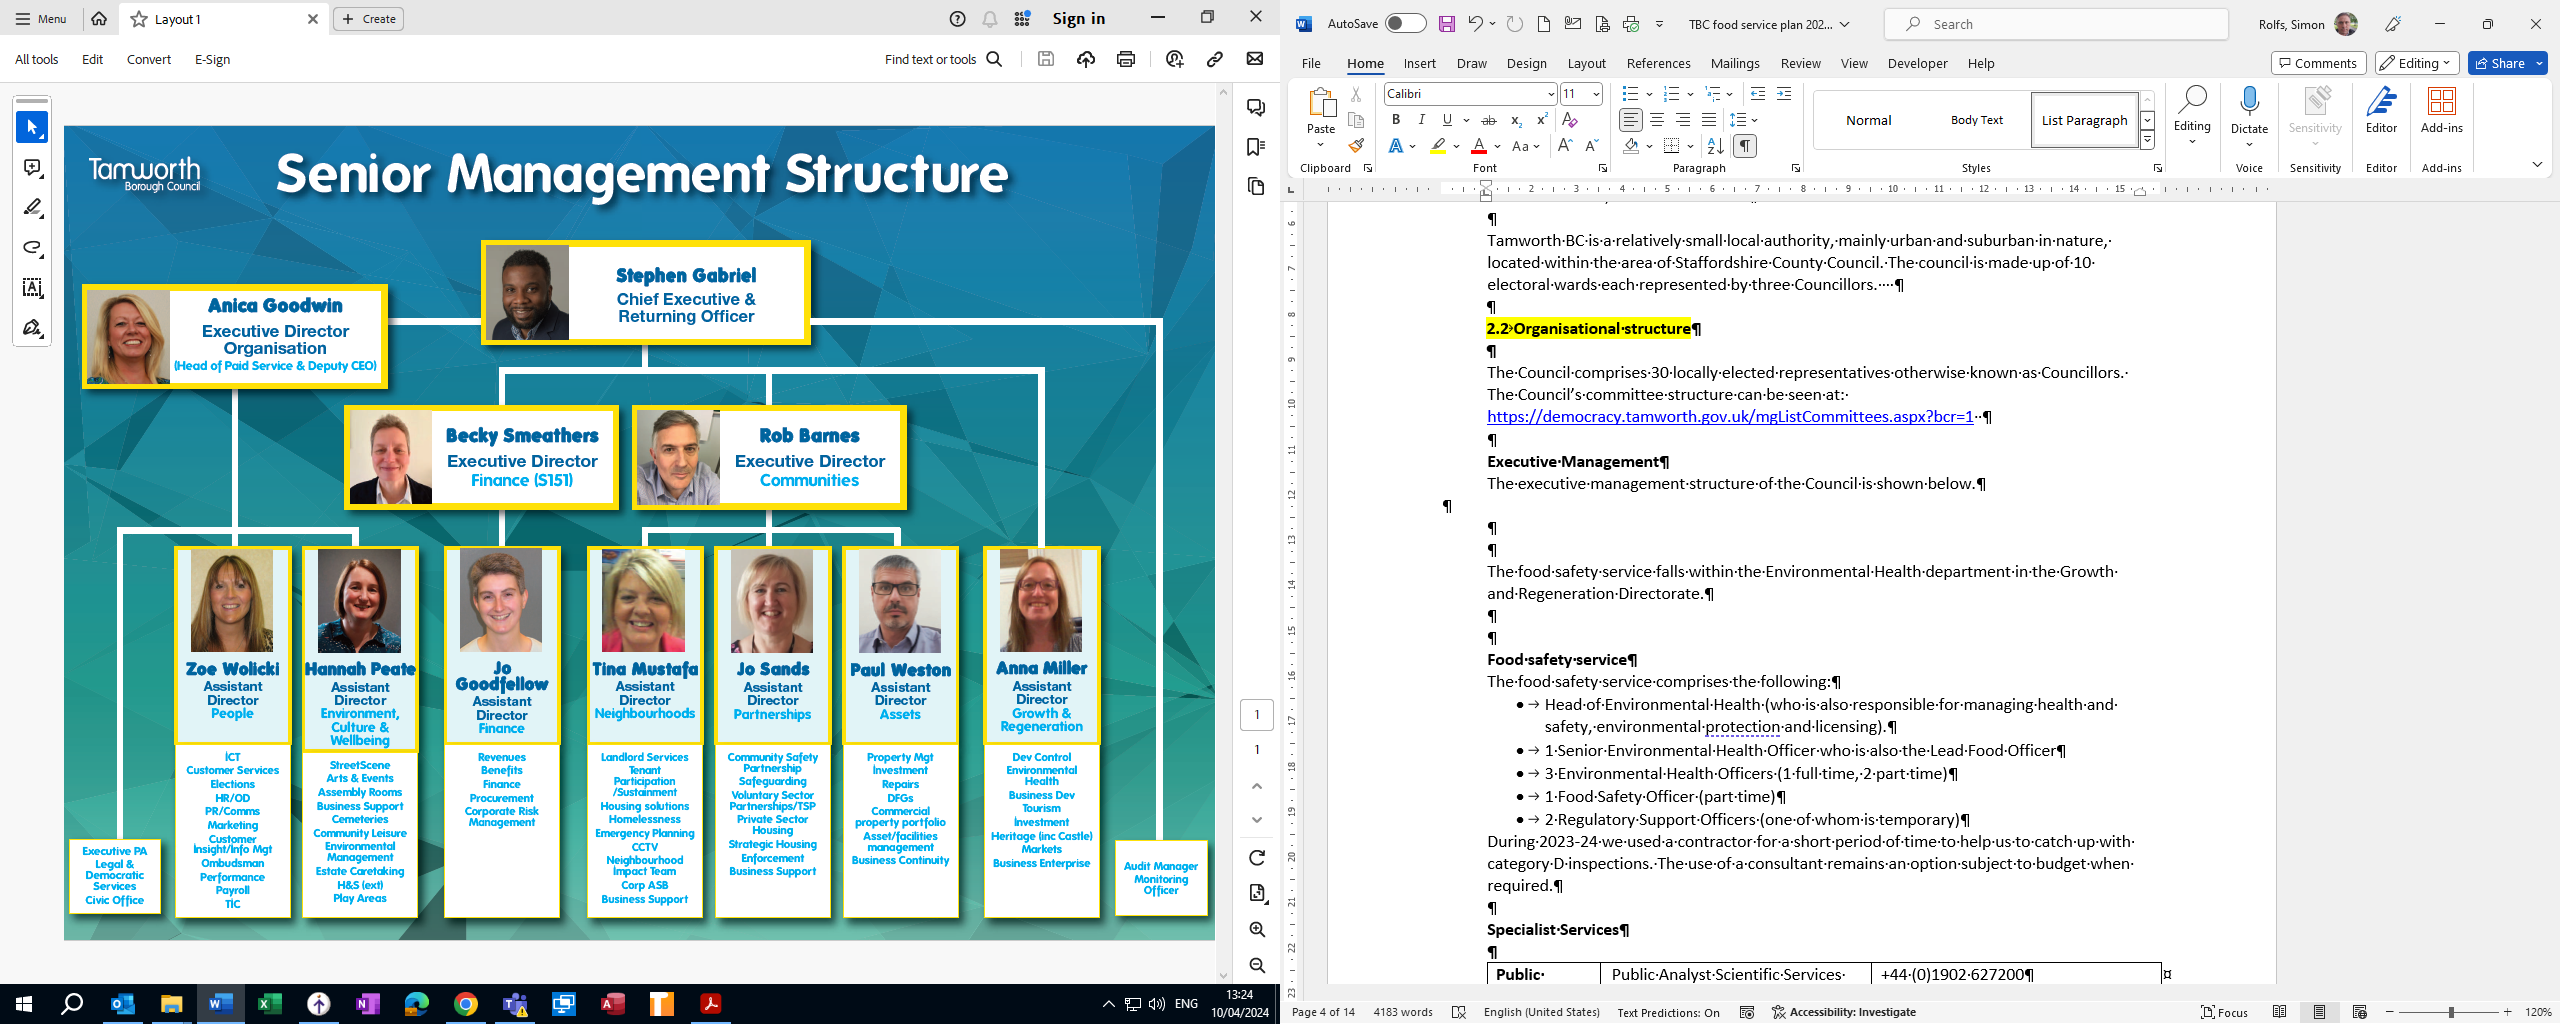 Menu
Layout 1
Create
Sign in
All tools
Edit
Convert
E-Sign
Find text or tools
Tamworth
Borough Council
Senior Management Structure
Stephen Gabriel
Chief Executive &
Returning Officer
Anica Goodwin
Executive Director
Organisation
(Head of Paid Service & Deputy CEO)
Becky Smeathers
Executive Director
Finance (S151)
Rob Barnes
Executive Director
Communities
Zoe Wolicki
Assistant
Director
People
ICT
Customer Services
Elections
HR/OD
PR/Comms
Marketing
Customer
Insight/Info Mgt
Ombudsman
Performance
Payroll
TIC
Hannah Peate
Assistant
Director
Environment,
Culture &
Wellbeing
StreetScene
Arts & Events
Assembly Rooms
Business Support
Cemeteries
Community Leisure
Environmental
Management
Estate Caretaking
H&S (ext)
Play Areas
Jo
Goodfellow
Assistant
Director
Finance
Revenues
Benefits
Finance
Procurement
Corporate Risk
Management
Tina Mustafa
Assistant
Director
Neighbourhoods
Landlord Services
Tenant
Participation
/Sustainment
Housing solutions
Homelessness
Emergency Planning
CCTV
Neighbourhood
Impact Team
Corp ASB
Business Support
Jo Sands
Assistant
Director
Partnerships
Community Safety
Partnership
Safeguarding
Voluntary Sector
Partnerships/TSP
Private Sector
Housing
Strategic Housing
Enforcement
Business Support
Paul Weston
Assistant
Director
Assets
Property Mgt
Investment
Repairs
DFGs
Commercial
property portfolio
Asset/facilities
management
Business Continuity
Anna Miller
Assistant
Director
Growth &
Regeneration
Dev Control
Environmental
Health
Business Dev
Tourism
Investment
Heritage (inc Castle)
Markets
Business Enterprise
Executive PA
Legal &
Democratic
Services
Civic Office
Audit Manager
Monitoring
Officer
1
1
ENG
13:24
10/04/2024
AutoSave
TBC food service plan 202...
Search
Rolfs, Simon
File
Home
Insert
Draw
Design
Layout
References
Mailings
Review
View
Developer
Help
Comments
Editing
Share
Paste
Calibri
11
Normal
Body Text
List Paragraph
Editing
Dictate
Sensitivity
Editor
Add-ins
Clipboard
Font
Paragraph
Styles
Voice
Sensitivity
Editor
Add-ins
¶
Tamworth BC is a relatively small local authority, mainly urban and suburban in nature,
located within the area of Staffordshire County Council. The council is made up of 10
electoral wards each represented by three Councillors. ¶
¶
2.2 Organisational structure¶
¶
The Council comprises 30 locally elected representatives otherwise known as Councillors.
The Council’s committee structure can be seen at:
https://democracy.tamworth.gov.uk/mgListCommittees.aspx?bcr=1 ¶
¶
Executive Management¶
The executive management structure of the Council is shown below.¶
¶
¶
¶
The food safety service falls within the Environmental Health department in the Growth
and Regeneration Directorate.¶
¶
¶
Food safety service¶
The food safety service comprises the following:¶
• → Head of Environmental Health (who is also responsible for managing health and
safety, environmental protection and licensing).¶
• → 1 Senior Environmental Health Officer who is also the Lead Food Officer¶
• → 3 Environmental Health Officers (1 full time, 2 part time)¶
• → 1 Food Safety Officer (part time)¶
• → 2 Regulatory Support Officers (one of whom is temporary)¶
During 2023-24 we used a contractor for a short period of time to help us to catch up with
category D inspections. The use of a consultant remains an option subject to budget when
required.¶
¶
Specialist Services¶
¶
Public
Public Analyst Scientific Services
+44 (0)1902 627200¶
Page 4 of 14
4183 words
English (United States)
Text Predictions: On
Accessibility: Investigate
Focus
120%